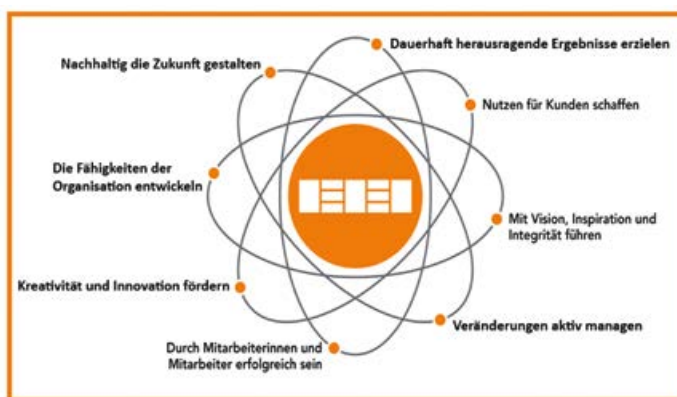 Dauerhaft herausragende Ergebnisse erzielen
Nachhaltig die Zukunft gestalten
Nutzen für Kunden schaffen
Die Fähigkeiten der
Organisation entwickeln
Mit Vision, Inspiration und
Integrität führen
Kreativität und Innovation fördern
Veränderungen aktiv managen
Durch Mitarbeiterinnen und
Mitarbeiter erfolgreich sein